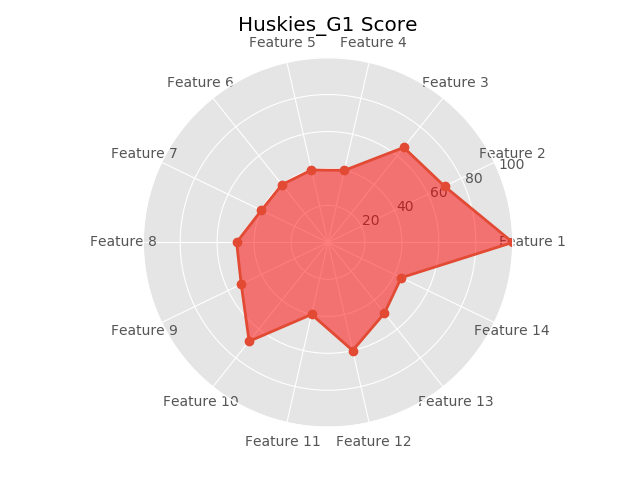 Huskies_G1 Score
Feature 5
Feature 4
Feature 6
Feature 3
Feature 7
Feature 2
100
80
60
40
20
Feature 8
Feature 1
Feature 9
Feature 14
Feature 10
Feature 13
Feature 11
Feature 12